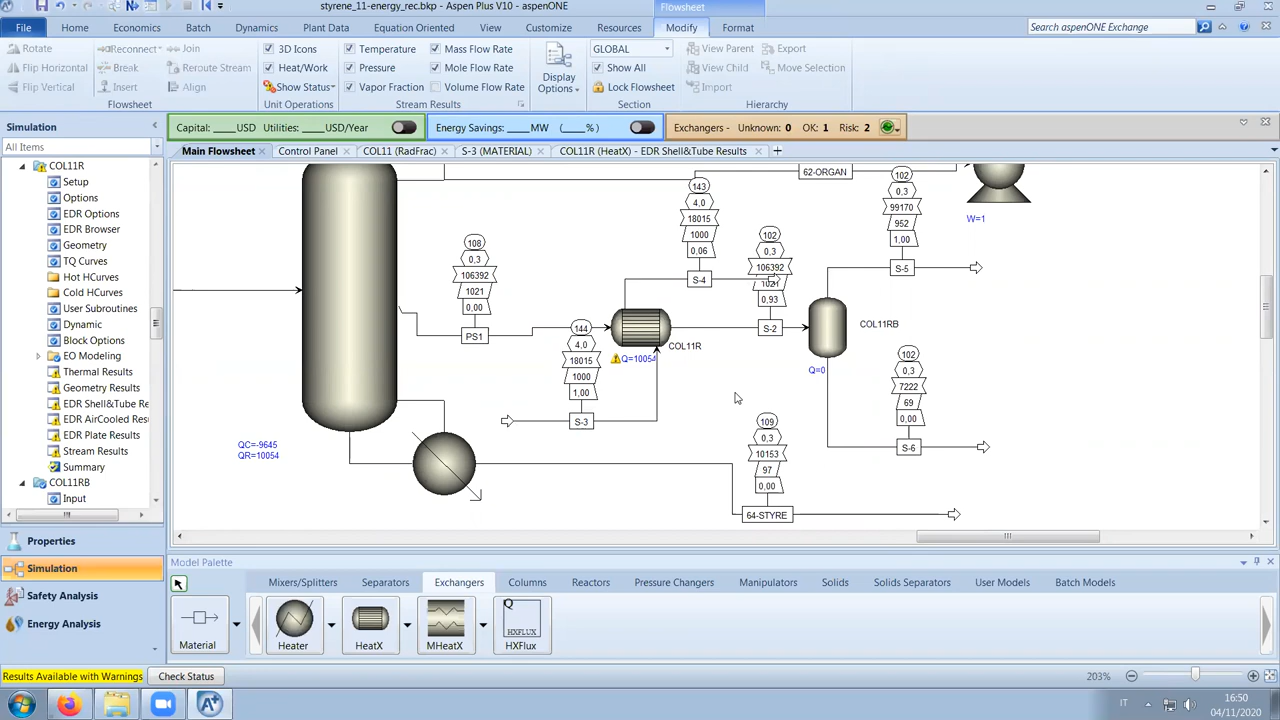 styrene_11-energy_rec.bkp - Aspen Plus V10 - aspenONE
Flowsheet
File Home Economics Batch Dynamics Plant Data Equation Oriented View Customize Resources Modify Format Search aspenONE Exchange
Rotate Reconnect Join 3D Icons Temperature Mass Flow Rate GLOBAL View Parent Export
Flip Horizontal Break Reroute Stream Heat/Work Pressure Mole Flow Rate Display Show All View Child Move Selection
Flip Vertical Insert Align Show Status Vapor Fraction Volume Flow Rate Options Lock Flowsheet Import
Flowsheet Unit Operations Stream Results Section Hierarchy
Simulation
Capital: ____USD Utilities: ____USD/Year Energy Savings: ____MW (____%) Exchangers - Unknown: 0 OK: 1 Risk: 2
All Items
Main Flowsheet Control Panel COL11 (RadFrac) S-3 (MATERIAL) COL11R (HeatX) - EDR Shell&Tube Results
COL11R
Setup
Options
EDR Options
EDR Browser
Geometry
TQ Curves
Hot HCurves
Cold HCurves
User Subroutines
Dynamic
Block Options
EO Modeling
Thermal Results
Geometry Results
EDR Shell&Tube Re
EDR AirCooled Res
EDR Plate Results
Stream Results
Summary
COL11RB
Input
Properties
Simulation
Safety Analysis
Energy Analysis
62-ORGAN
W=1
143
4,0
18015
1000
0,06
S-4
102
0,3
99170
952
1,00
S-5
108
0,3
106392
1021
0,00
PS1
102
0,3
106392
1021
0,93
S-2
144
4,0
18015
1000
1,00
S-3
COL11R
Q=10054
COL11RB
Q=0
102
0,3
7222
69
0,00
S-6
QC=-9645
QR=10054
109
0,3
10153
97
0,00
64-STYRE
Model Palette
Mixers/Splitters Separators Exchangers Columns Reactors Pressure Changers Manipulators Solids Solids Separators User Models Batch Models
Q
HXFLUX
Material Heater HeatX MHeatX HXFlux
Results Available with Warnings Check Status 203%
IT 16:50
04/11/2020